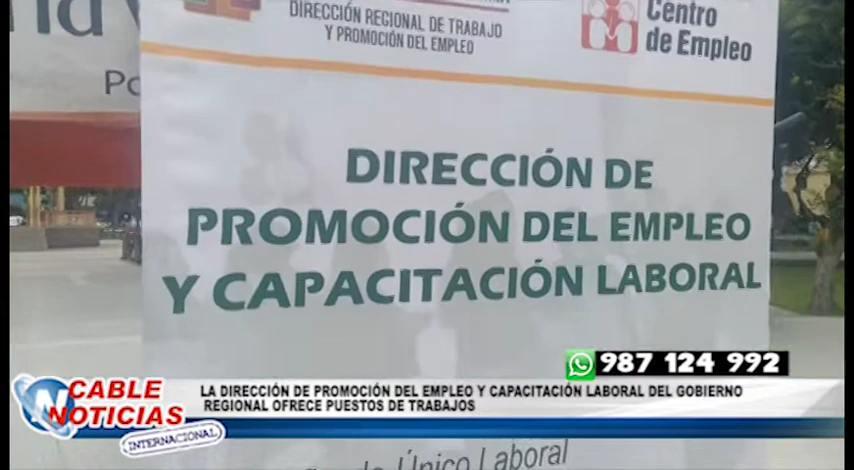 DIRECCIÓN REGIONAL DE TRABAJO
Y PROMOCIÓN DEL EMPLEO
Centro
de Empleo
DIRECCIÓN DE
PROMOCIÓN DEL EMPLEO
Y CAPACITACIÓN LABORAL
987 124 992
LA DIRECCIÓN DE PROMOCIÓN DEL EMPLEO Y CAPACITACIÓN LABORAL DEL GOBIERNO
REGIONAL OFRECE PUESTOS DE TRABAJOS
CABLE
NOTICIAS
INTERNACIONAL
Único Laboral